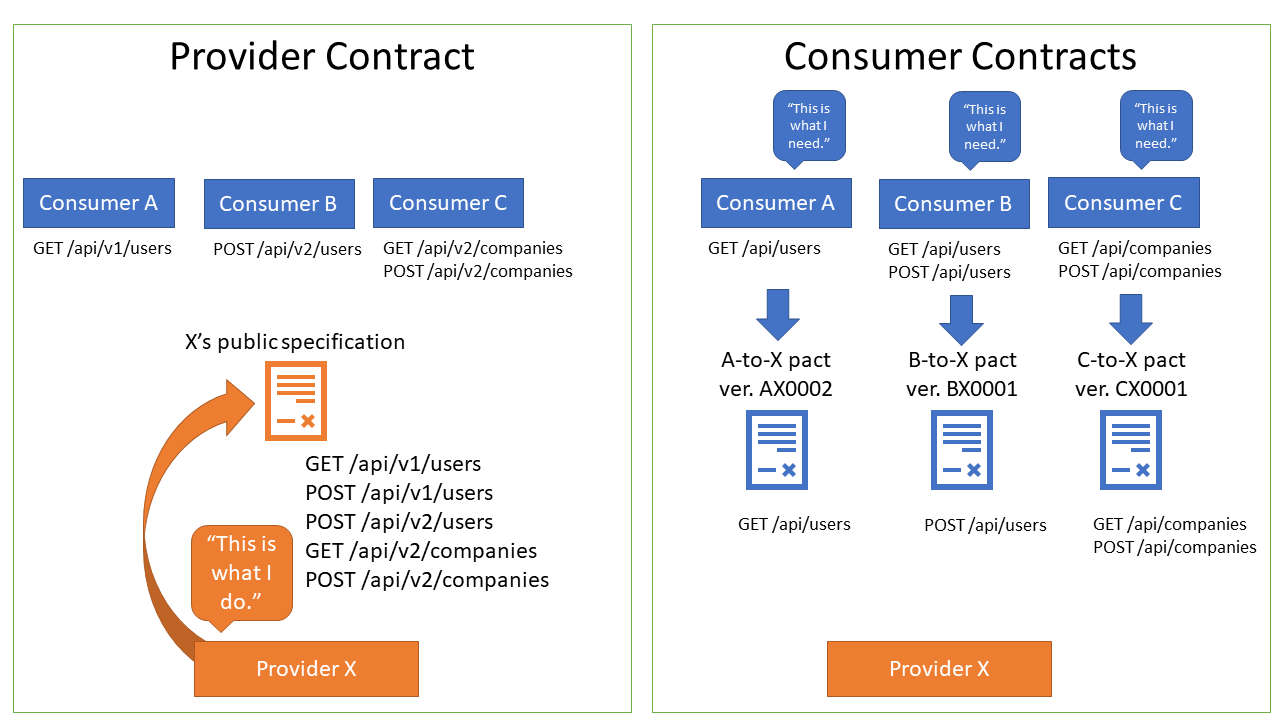 Provider Contract
Consumer A
Consumer B
Consumer C
GET /api/v1/users
POST /api/v2/users
GET /api/v2/companies
POST /api/v2/companies
X's public specification
GET /api/v1/users
POST /api/v1/users
POST /api/v2/users
GET /api/v2/companies
POST /api/v2/companies
“This is
what I
do.”
Provider X
Consumer Contracts
“This is
what I
need.”
“This is
what I
need.”
“This is
what I
need.”
Consumer A
Consumer B
Consumer C
GET /api/users
GET /api/users
POST /api/users
GET /api/companies
POST /api/companies
A-to-X pact
ver. AX0002
B-to-X pact
ver. BX0001
C-to-X pact
ver. CX0001
GET /api/users
POST /api/users
GET /api/companies
POST /api/companies
Provider X